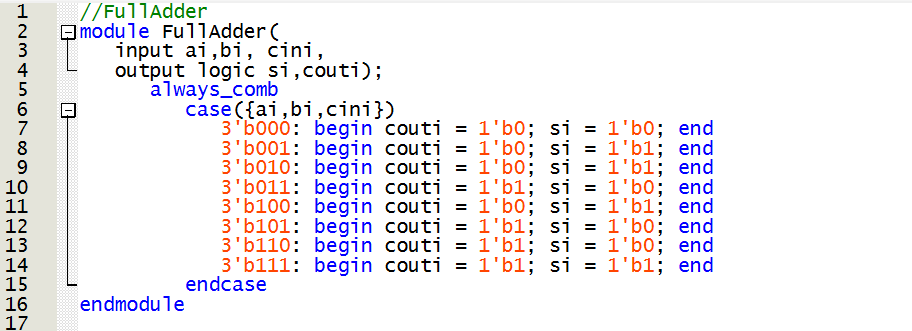 1 //FullAdder
2 module FullAdder(
3 input ai,bi, cini,
4 output logic si,couti);
5 always_comb
6 case({ai,bi,cini})
7 3'b000: begin couti = 1'b0; si = 1'b0; end
8 3'b001: begin couti = 1'b0; si = 1'b1; end
9 3'b010: begin couti = 1'b0; si = 1'b1; end
10 3'b011: begin couti = 1'b1; si = 1'b0; end
11 3'b100: begin couti = 1'b0; si = 1'b1; end
12 3'b101: begin couti = 1'b1; si = 1'b0; end
13 3'b110: begin couti = 1'b1; si = 1'b0; end
14 3'b111: begin couti = 1'b1; si = 1'b1; end
15 endcase
16 endmodule
17